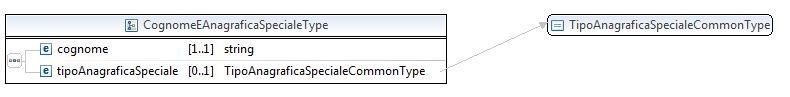 CognomeEAnagraficaSpecialeType
TipoAnagraficaSpecialeCommonType
e cognome [1..1] string
e tipoAnagraficaSpeciale [0..1] TipoAnagraficaSpecialeCommonType